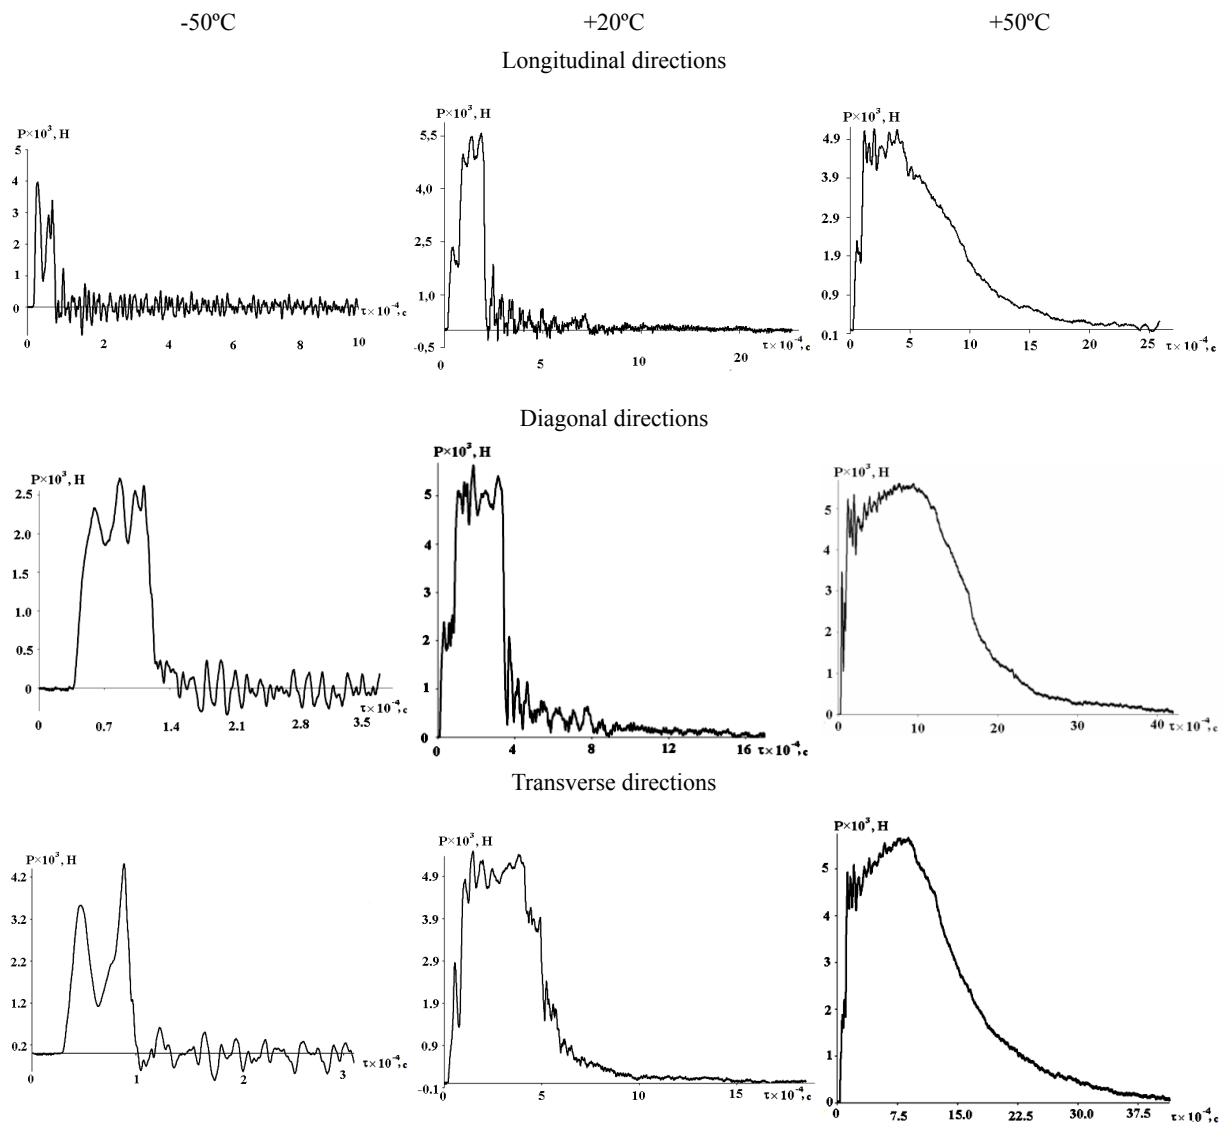 -50ºC +20ºC +50ºC
Longitudinal directions
P×10³, H
5
4
3
2
1
0
0 2 4 6 8 10
τ×10⁻⁴,c
P×10³, H
5,5
4,0
2,5
1,0
-0,5
0 5 10 20
τ×10⁻⁴,c
P×10³, H
4.9
3.9
2.9
1.9
0.9
0.1
0 5 10 15 20 25
τ×10⁻⁴,c
Diagonal directions
P×10³, H
2.5
2.0
1.5
1.0
0.5
0
0 0.7 1.4 2.1 2.8 3.5
τ×10⁻⁴,c
P×10³, H
5
4
3
2
1
0
0 4 8 12 16 τ×10⁻⁴,c
P×10³, H
5
4
3
2
1
0
0 10 20 30 40
τ×10⁻⁴,c
Transverse directions
P×10³, H
4.2
3.2
2.2
1.2
0.2
0 1 2 3
τ×10⁻⁴,c
P×10³, H
4.9
3.9
2.9
1.9
0.9
-0.1
0 5 10 15 τ×10⁻⁴,c
P×10³, H
5
4
3
2
1
0
0 7.5 15.0 22.5 30.0 37.5 τ×10⁻⁴,c